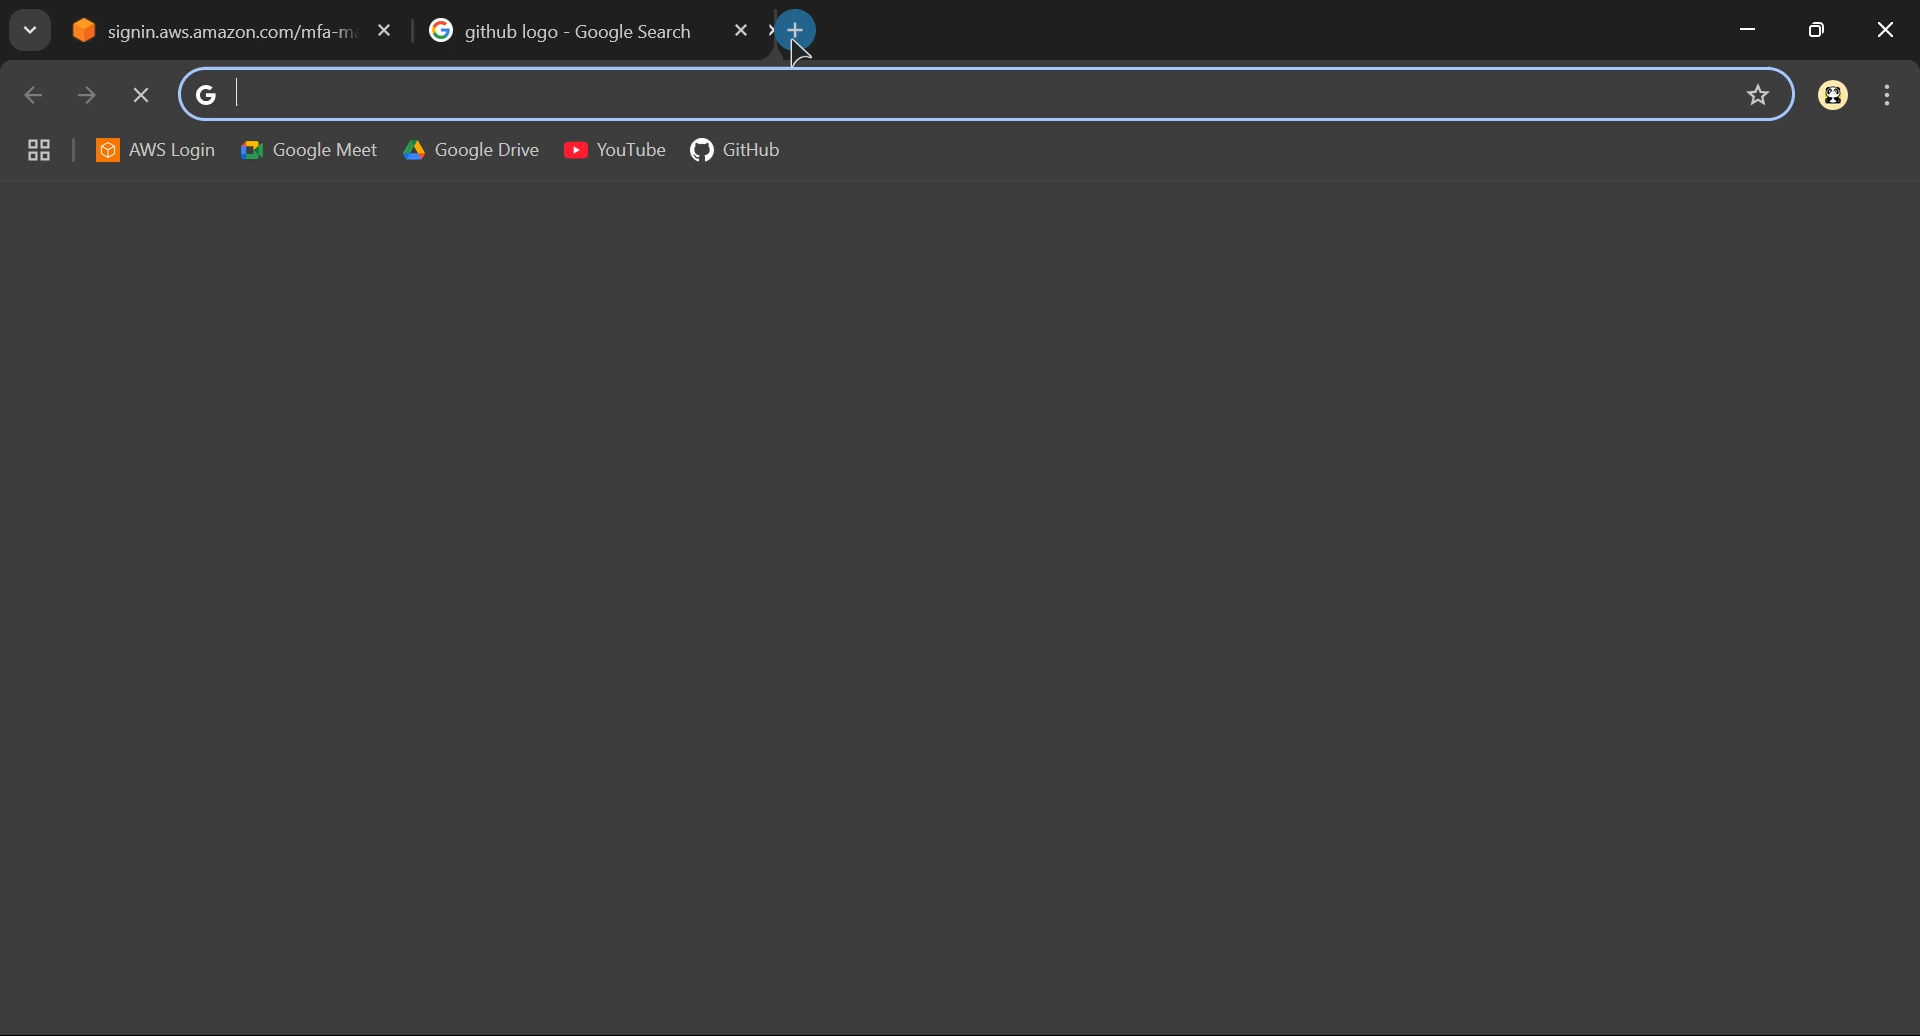 signin.aws.amazon.com/mfa-m
github logo - Google Search
AWS Login
Google Meet
Google Drive
YouTube
GitHub